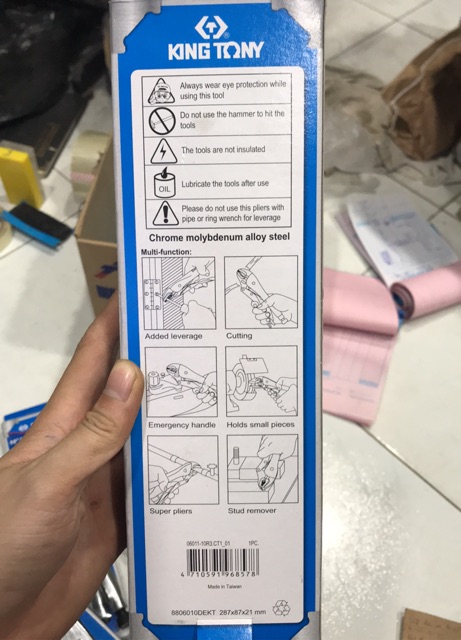 KING TONY
Always wear eye protection while
using this tool
Do not use the hammer to hit the
tools
The tools are not insulated
OIL
Lubricate the tools after use
Please do not use this pliers with
pipe or ring wrench for leverage
Chrome molybdenum alloy steel
Multi-function:
Added leverage
Cutting
Emergency handle
Holds small pieces
Super pliers
Stud remover
06011-10R3.CT1_01 1PC.
4 710591 968578
Made in Taiwan
8806010DEKT 287x87x21 mm